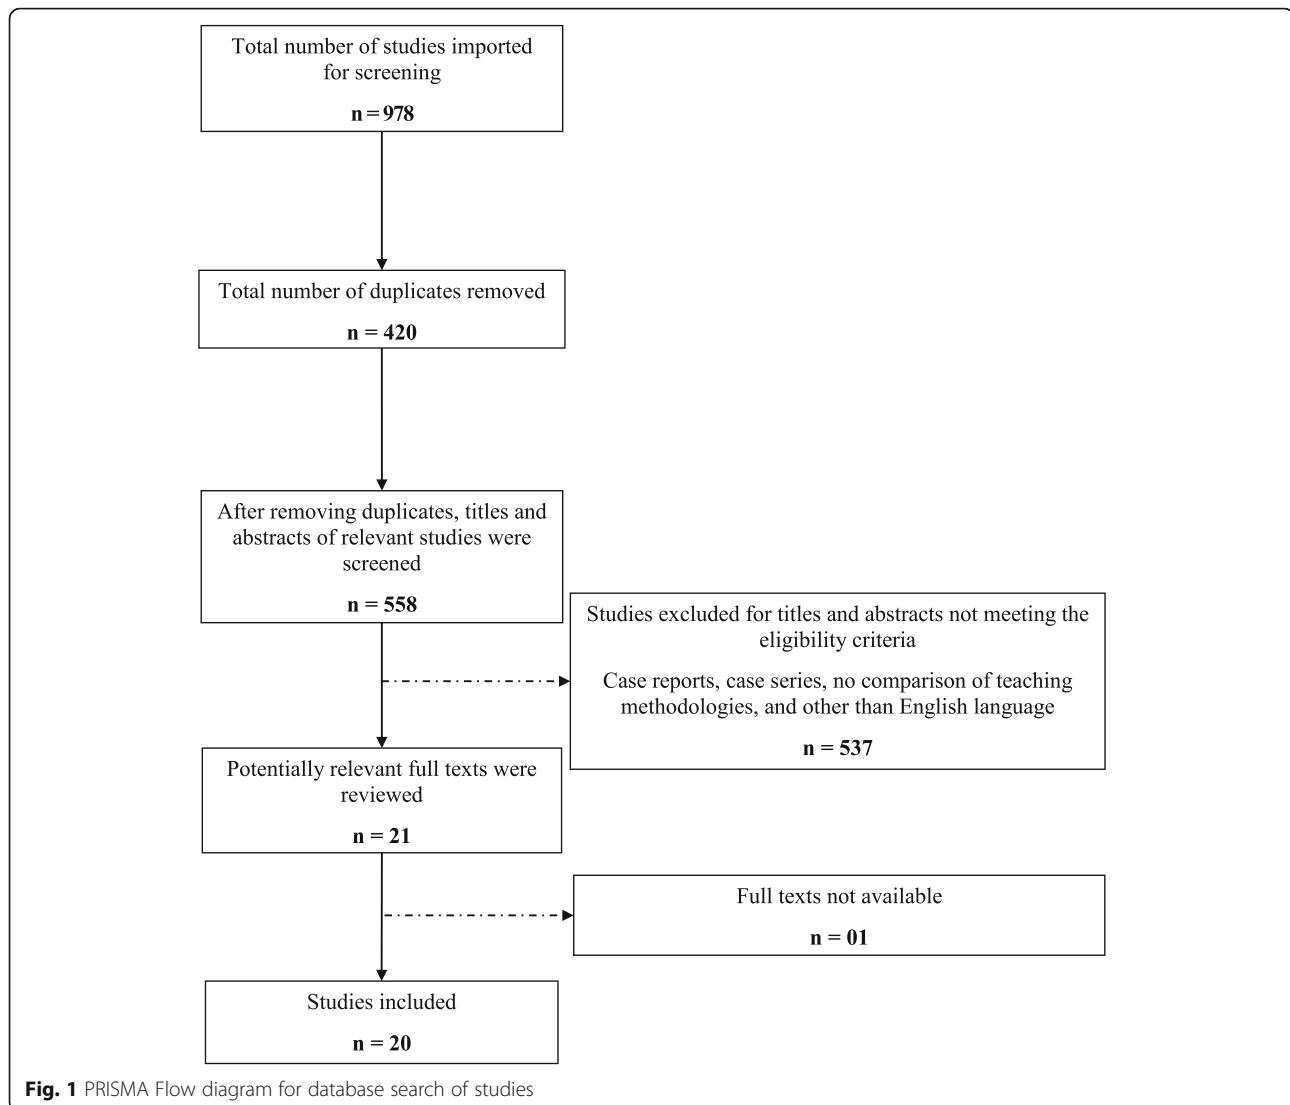 Total number of studies imported
for screening
n = 978
Total number of duplicates removed
n = 420
After removing duplicates, titles and
abstracts of relevant studies were
screened
n = 558
Studies excluded for titles and abstracts not meeting the
eligibility criteria
Case reports, case series, no comparison of teaching
methodologies, and other than English language
n = 537
Potentially relevant full texts were
reviewed
n = 21
Full texts not available
n = 01
Studies included
n = 20
Fig. 1 PRISMA Flow diagram for database search of studies